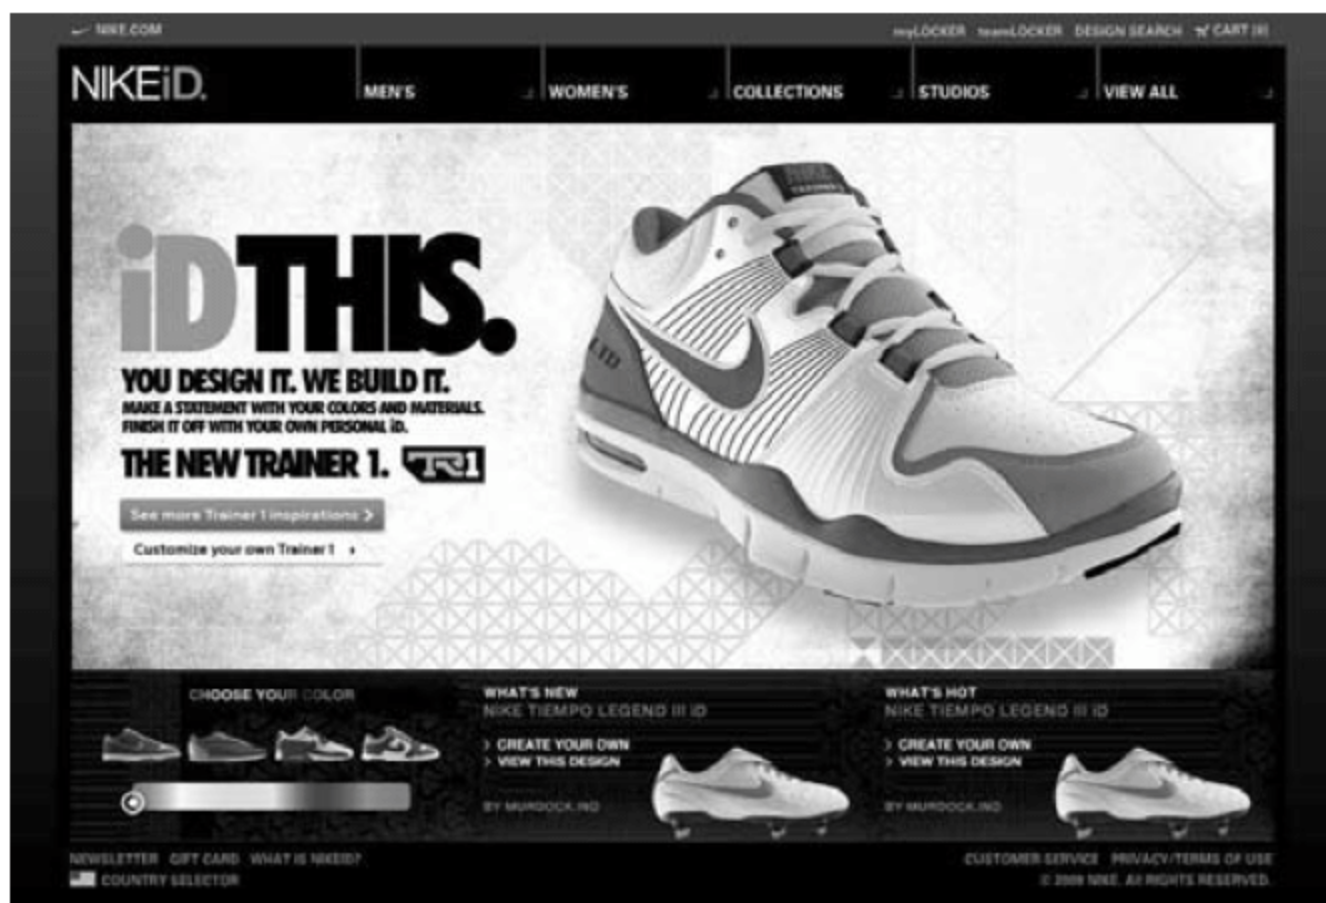 NIKE.COM
myLOCKER teamLOCKER DESIGN SEARCH CART [0]
NIKEiD.
MEN'S WOMEN'S COLLECTIONS STUDIOS VIEW ALL
iD THIS.
YOU DESIGN IT. WE BUILD IT.
MAKE A STATEMENT WITH YOUR COLORS AND MATERIALS.
FINISH IT OFF WITH YOUR OWN PERSONAL iD.
THE NEW TRAINER 1. TR1
See more Trainer 1 inspirations >
Customize your own Trainer 1
CHOOSE YOUR COLOR
WHAT'S NEW
NIKE TIEMPO LEGEND III iD
> CREATE YOUR OWN
> VIEW THIS DESIGN
BY MURDOCK.IND
WHAT'S HOT
NIKE TIEMPO LEGEND III iD
> CREATE YOUR OWN
> VIEW THIS DESIGN
BY MURDOCK.IND
NEWSLETTER GIFT CARD WHAT IS NIKEID?
CUSTOMER SERVICE PRIVACY/TERMS OF USE
COUNTRY SELECTOR
NIKE. All RIGHTS RESERVED.